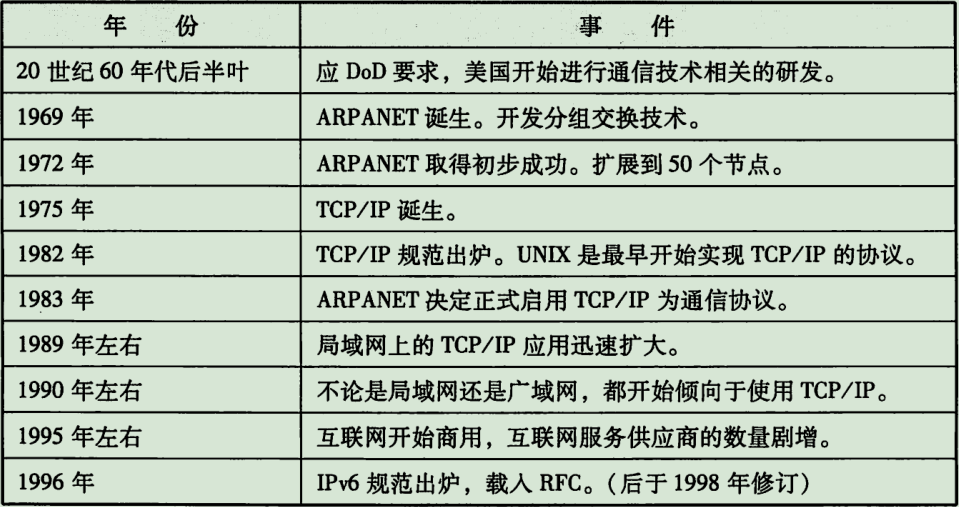 年 份 事 件
20 世纪 60 年代后半叶 应 DoD 要求，美国开始进行通信技术相关的研发。
1969 年 ARPANET 诞生。开发分组交换技术。
1972 年 ARPANET 取得初步成功。扩展到 50 个节点。
1975 年 TCP/IP 诞生。
1982 年 TCP/IP 规范出炉。UNIX 是最早开始实现 TCP/IP 的协议。
1983 年 ARPANET 决定正式启用 TCP/IP 为通信协议。
1989 年左右 局域网上的 TCP/IP 应用迅速扩大。
1990 年左右 不论是局域网还是广域网，都开始倾向于使用 TCP/IP。
1995 年左右 互联网开始商用，互联网服务供应商的数量剧增。
1996 年 IPv6 规范出炉，载入 RFC。（后于 1998 年修订）